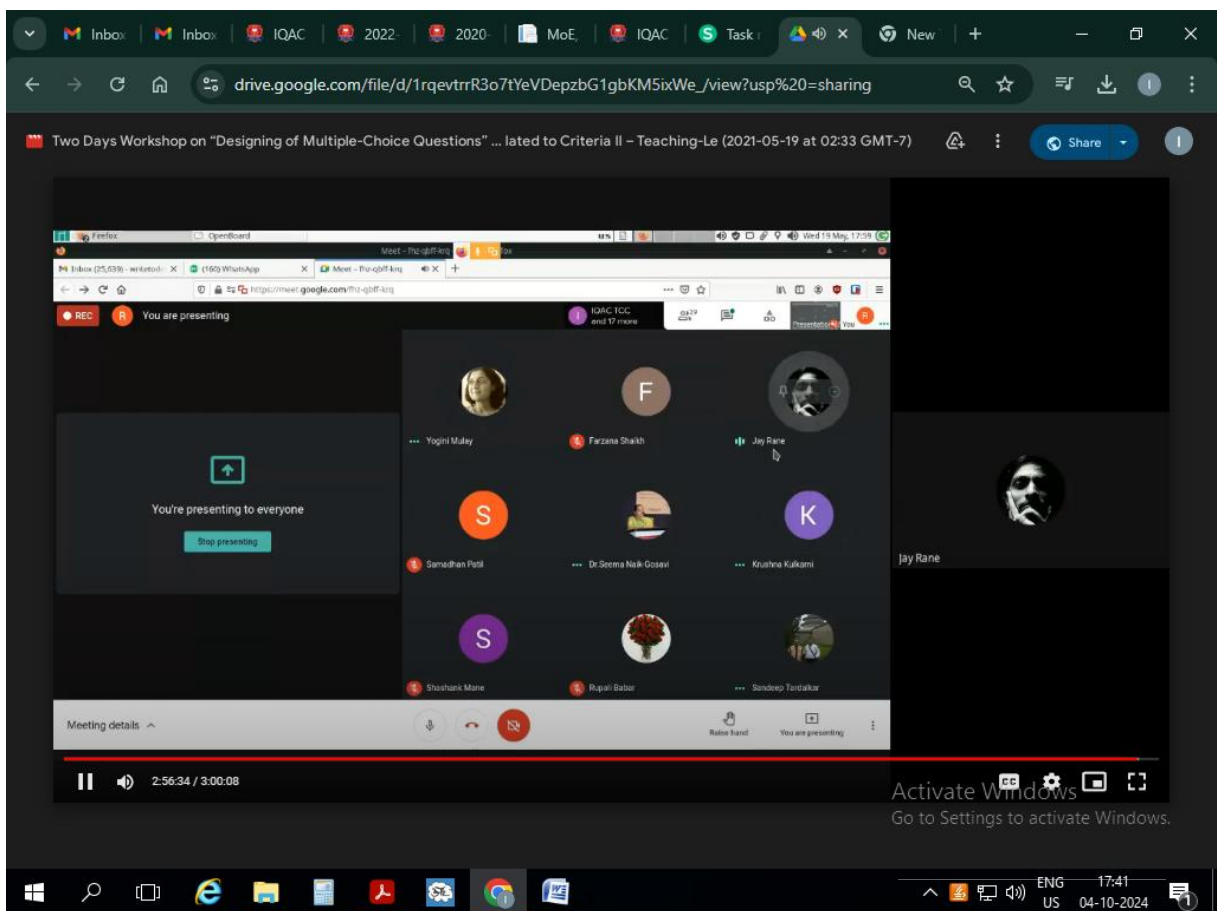 Inbox
Inbox
IQAC
2022-
2020-
MoE,
IQAC
Task r
New
drive.google.com/file/d/1rqevtrrR3o7tYeVDepzbG1gbKM5ixWe_/view?usp%20=sharing
Two Days Workshop on “Designing of Multiple-Choice Questions” ... lated to Criteria II – Teaching-Le (2021-05-19 at 02:33 GMT-7)
Share
I
Firefox
OpenBoard
us
Wed 19 May, 17:59
Inbox (25,639) -
(160) WhatsApp
REC
R
You are presenting
IQAC TCC
and 17 more
29
You
R
F
Yogini Mulay
Farzana Shaikh
Jay Rane
You're presenting to everyone
Stop presenting
S
K
Samadhan Patil
Dr.Seema Naik-Gosavi
Krushna Kulkarni
Jay Rane
S
Shashank Mane
Rupali Babar
Sandeep Tardalkar
Meeting details
Raise hand
You are presenting
2:56:34 / 3:00:08
CC
Activate Windows
Go to Settings to activate Windows.
ENG
US
17:41
04-10-2024
1